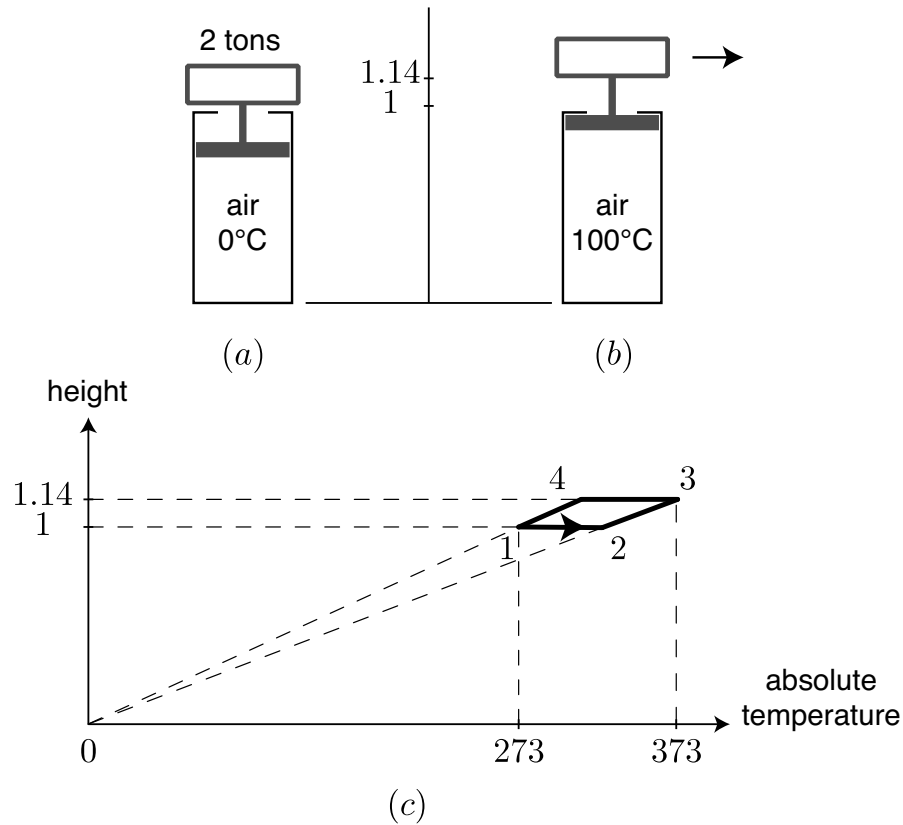 2 tons
1.14
1
air
0°C
air
100°C
(a)
(b)
height
1.14
1
4
3
1
2
absolute
temperature
0
273
373
(c)